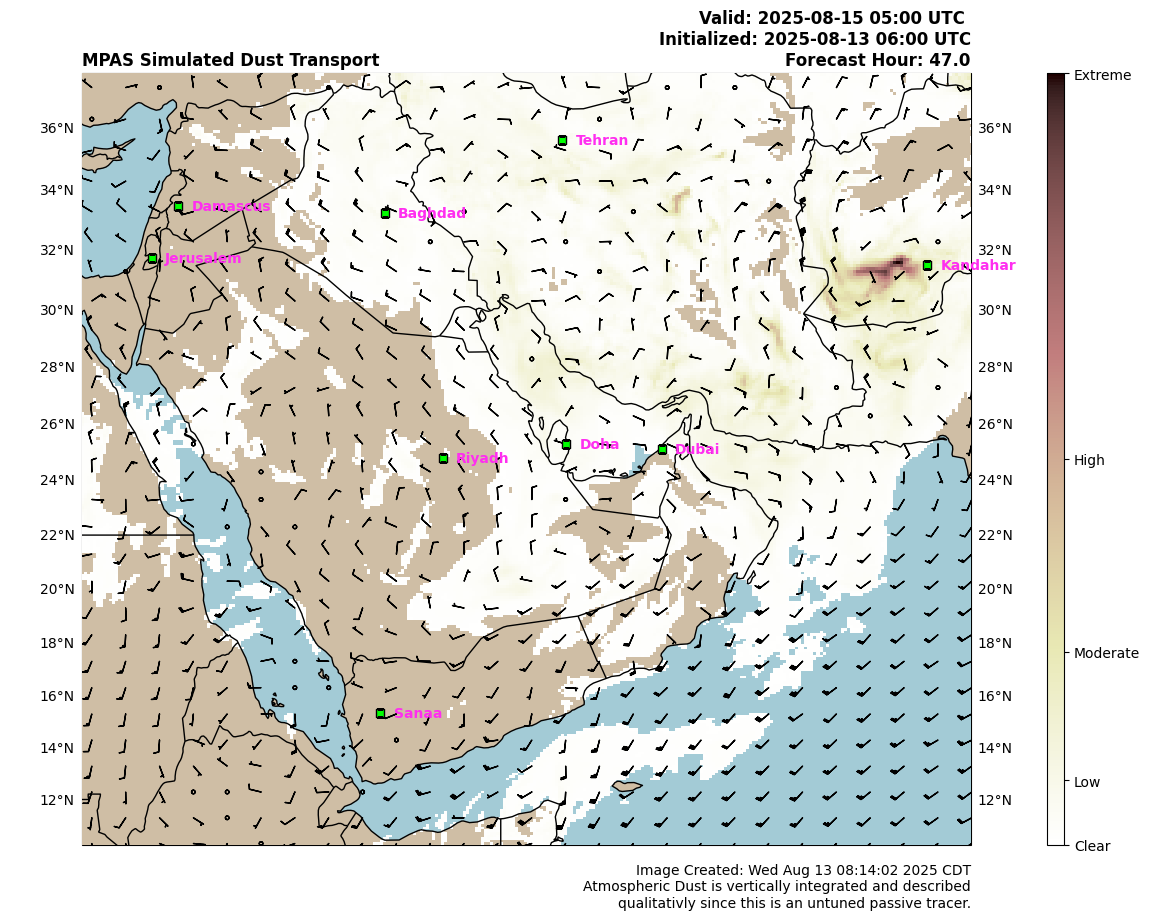 Valid: 2025-08-15 05:00 UTC
Initialized: 2025-08-13 06:00 UTC
MPAS Simulated Dust Transport
Forecast Hour: 47.0
36°N
34°N
32°N
30°N
28°N
26°N
24°N
22°N
20°N
18°N
16°N
14°N
12°N
Tehran
Damascus
Baghdad
Jerusalem
Kandahar
Doha
Dubai
Riyadh
Sanaa
36°N
34°N
32°N
30°N
28°N
26°N
24°N
22°N
20°N
18°N
16°N
14°N
12°N
Extreme
High
Moderate
Low
Clear
Image Created: Wed Aug 13 08:14:02 2025 CDT
Atmospheric Dust is vertically integrated and described
qualitativly since this is an untuned passive tracer.